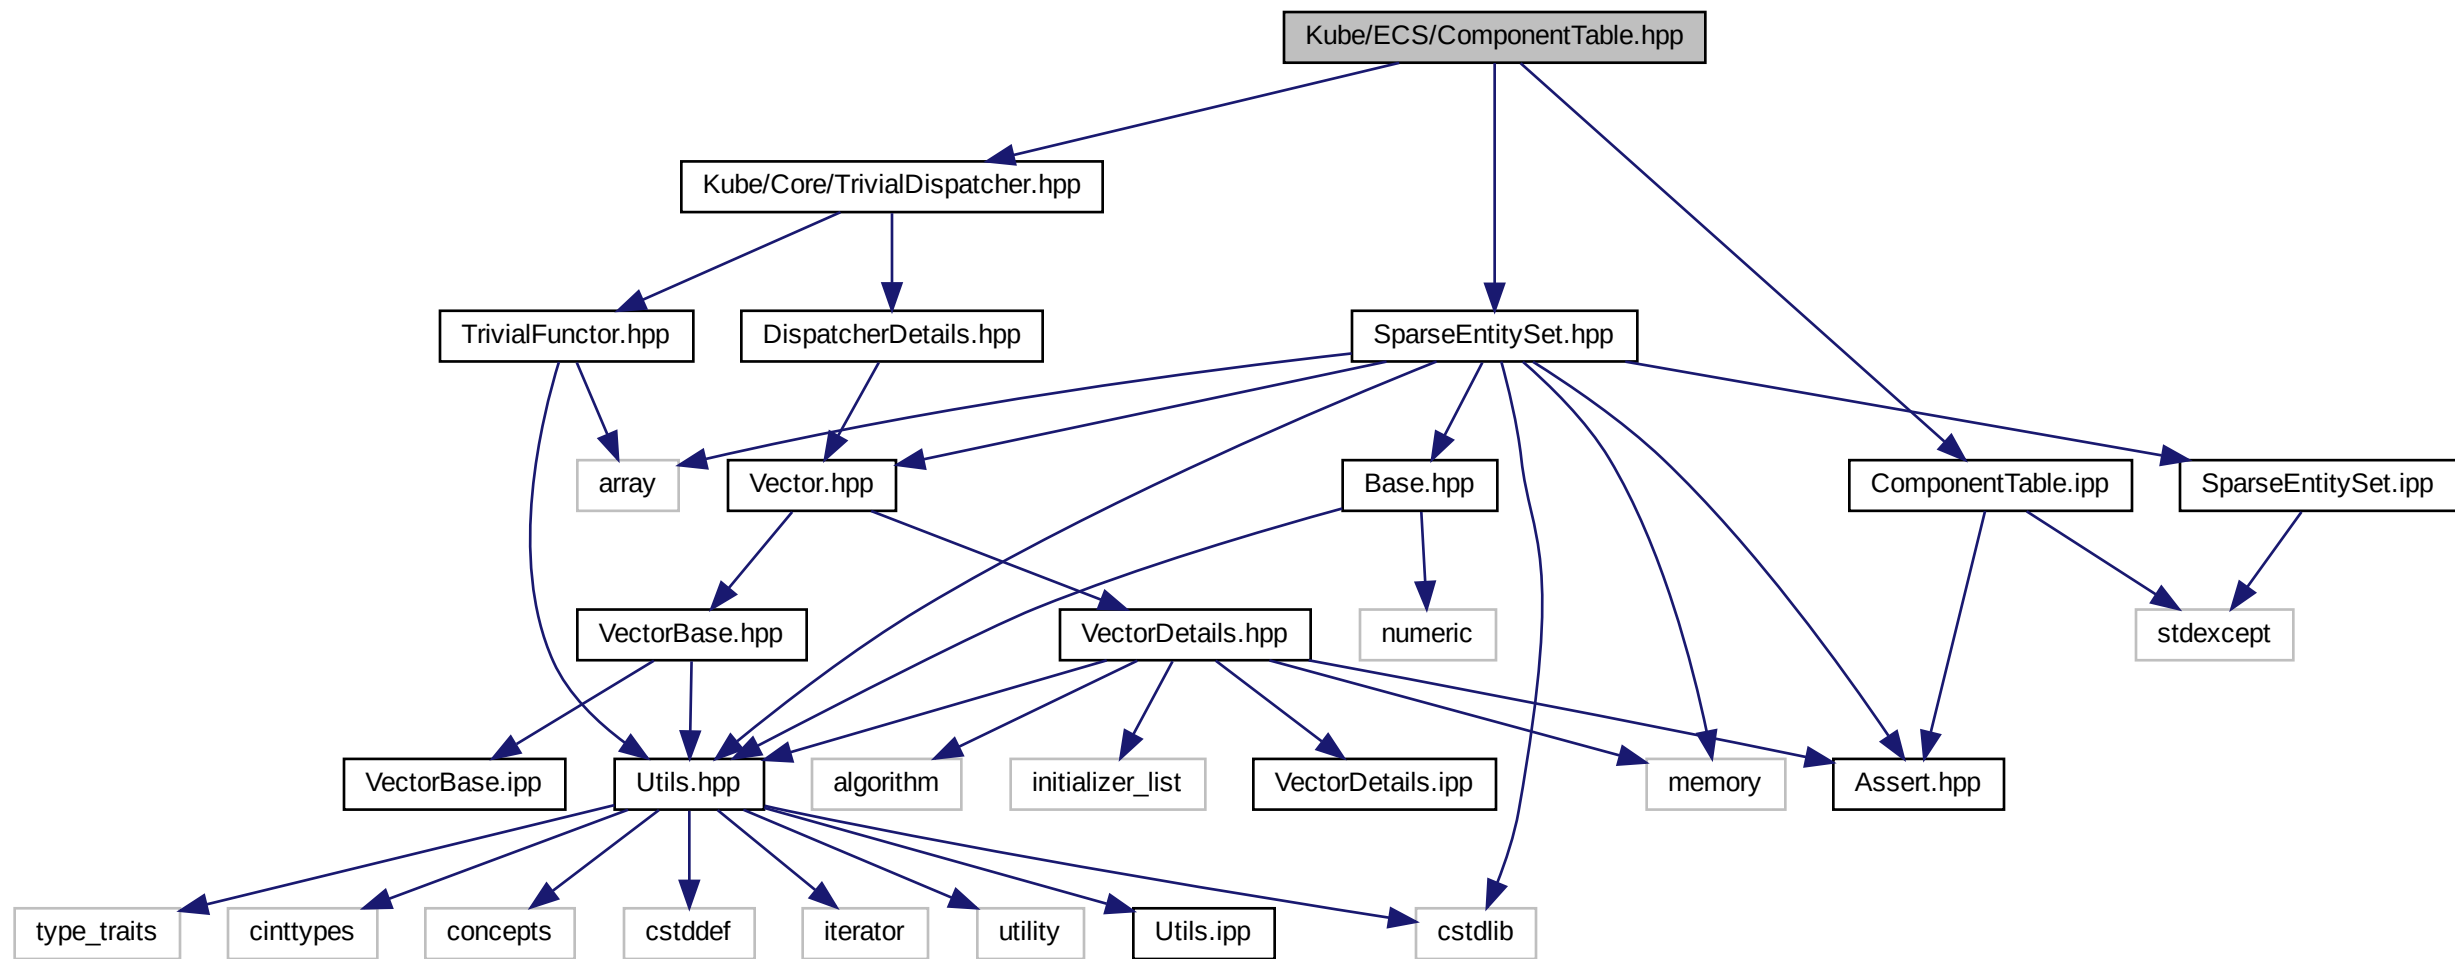 Kube/ECS/ComponentTable.hpp
Kube/Core/TrivialDispatcher.hpp
TrivialFunctor.hpp
DispatcherDetails.hpp
SparseEntitySet.hpp
array
Vector.hpp
Base.hpp
ComponentTable.ipp
SparseEntitySet.ipp
VectorBase.hpp
VectorDetails.hpp
numeric
stdexcept
VectorBase.ipp
Utils.hpp
algorithm
initializer_list
VectorDetails.ipp
memory
Assert.hpp
type_traits
cinttypes
concepts
cstddef
iterator
utility
Utils.ipp
cstdlib